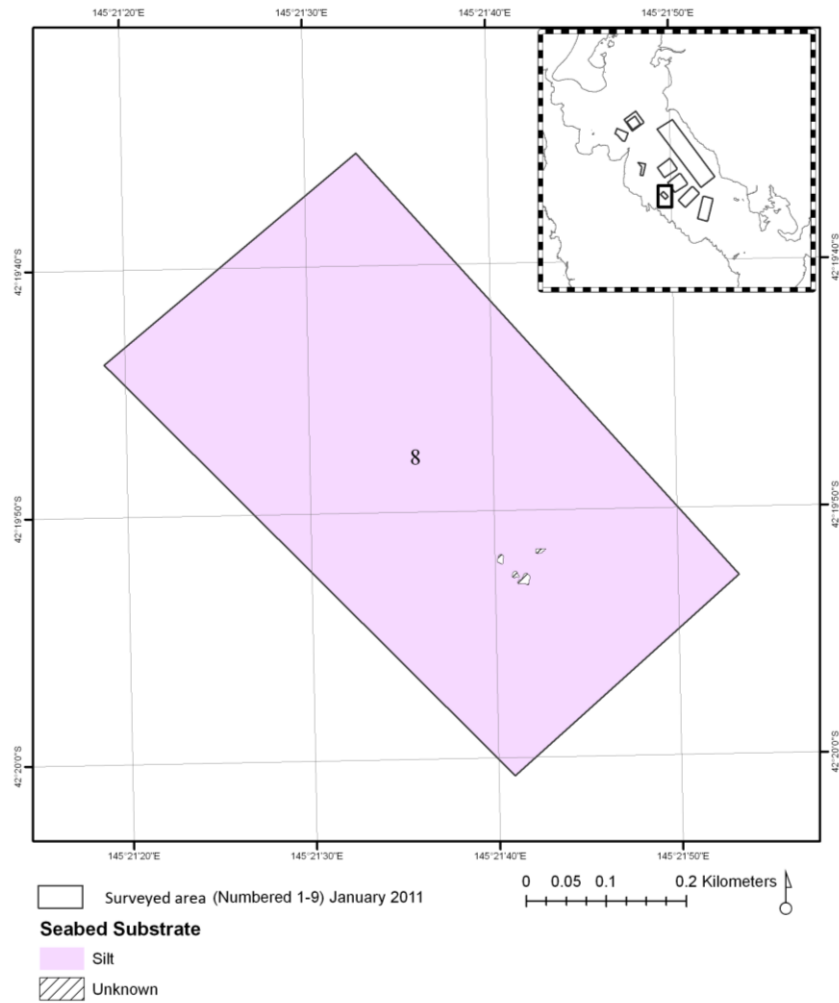 145°21'20"E 145°21'30"E 145°21'40"E 145°21'50"E
42°19'40"S 42°19'40"S
8
42°19'50"S 42°19'50"S
42°20'0"S 42°20'0"S
145°21'20"E 145°21'30"E 145°21'40"E 145°21'50"E
Surveyed area (Numbered 1-9) January 2011
0 0.05 0.1 0.2 Kilometers
Seabed Substrate
Silt
Unknown